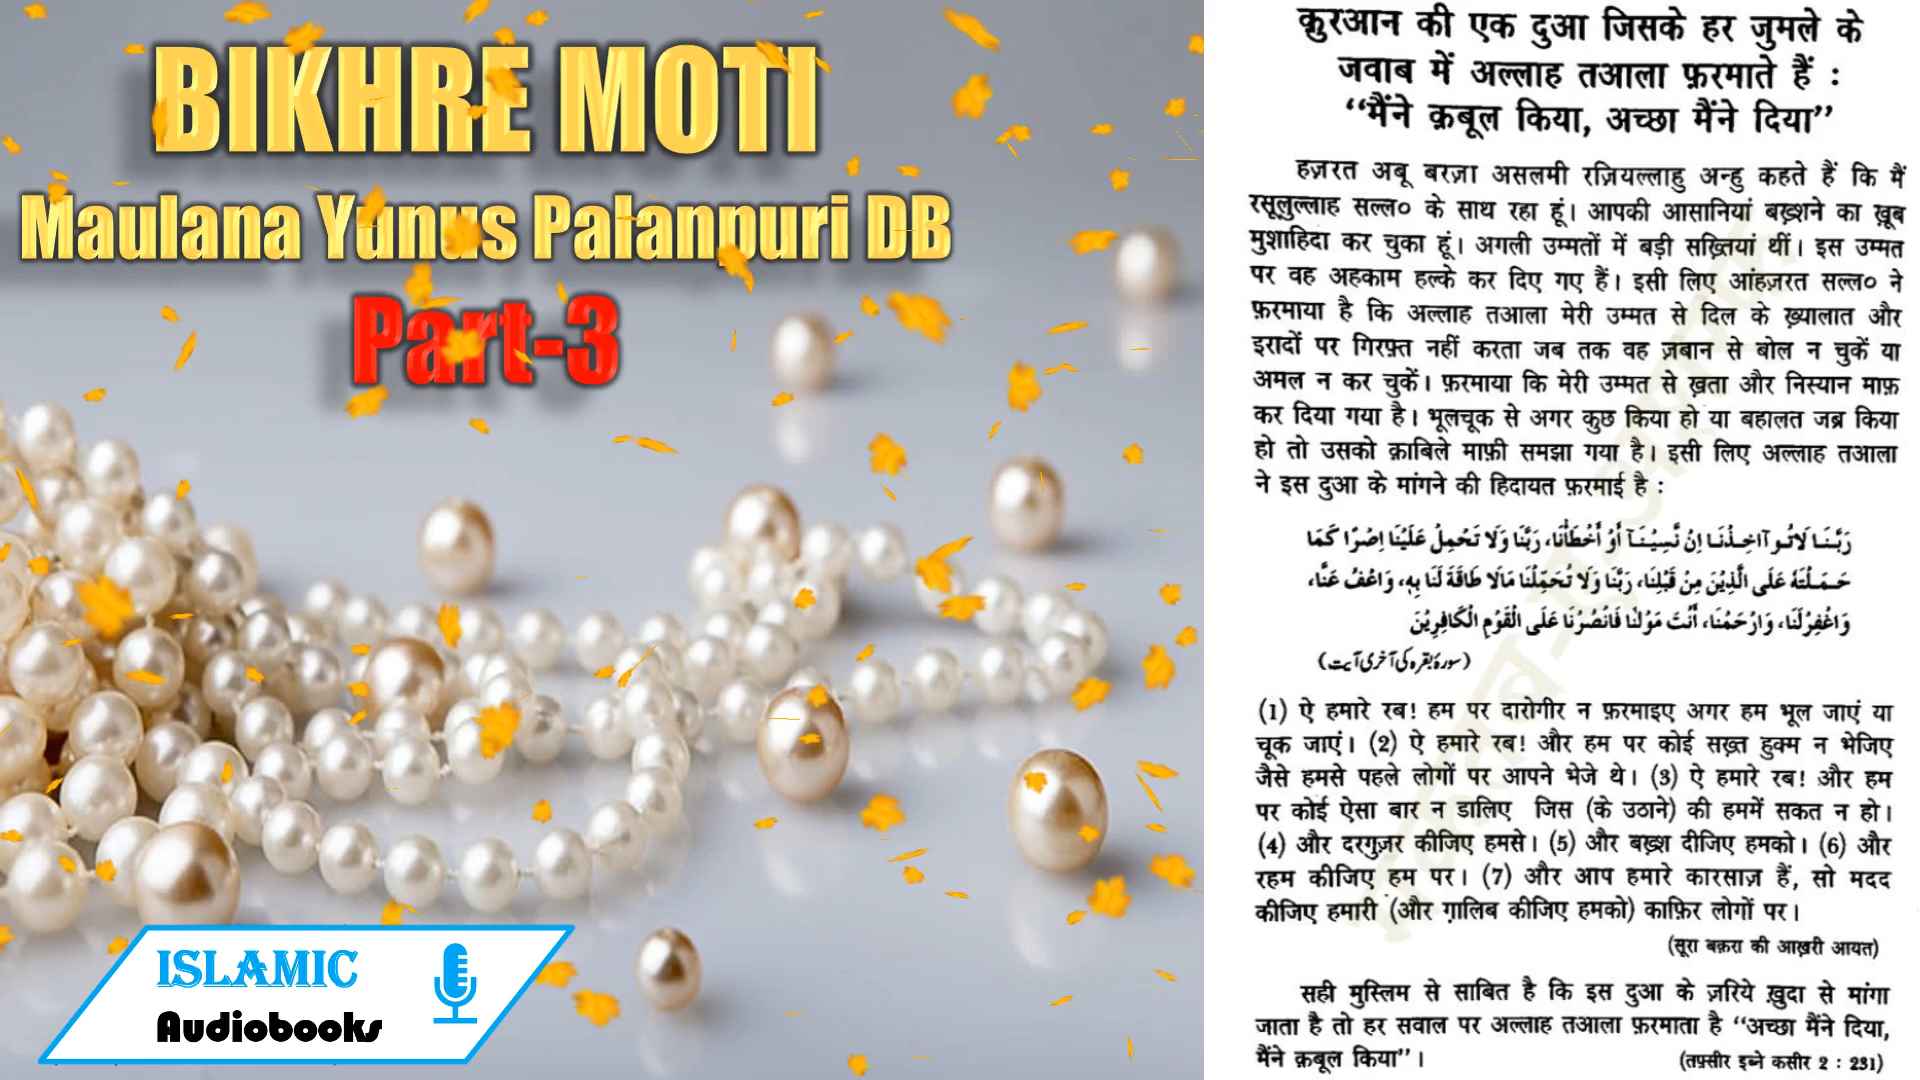 BIKHRE MOTI
Maulana Yunus Palanpuri DB
Part-3
ISLAMIC
Audiobooks
क़ुरआन की एक दुआ जिसके हर जुमले के
जवाब में अल्लाह तआला फ़रमाते हैं :
“मैंने क़बूल किया, अच्छा मैंने दिया”
हज़रत अबू बरज़ा असलमी रज़ियल्लाहु अन्हु कहते हैं कि मैं
रसूलुल्लाह सल्ल० के साथ रहा हूं। आपकी आसानियां बख़्शने का ख़ूब
मुशाहिदा कर चुका हूं। अगली उम्मतों में बड़ी सख़्तियां थीं। इस उम्मत
पर वह अहकाम हल्के कर दिए गए हैं। इसी लिए आंहज़रत सल्ल० ने
फ़रमाया है कि अल्लाह तआला मेरी उम्मत से दिल के ख़्यालात और
इरादों पर गिरफ़्त नहीं करता जब तक वह ज़बान से बोल न चुकें या
अमल न कर चुकें। फ़रमाया कि मेरी उम्मत से ख़ता और निस्यान माफ़
कर दिया गया है। भूलचूक से अगर कुछ किया हो या बहालत जब्र किया
हो तो उसको क़ाबिले माफ़ी समझा गया है। इसी लिए अल्लाह तआला
ने इस दुआ के मांगने की हिदायत फ़रमाई है :
رَبَّنَا لَاتُوآخِذْنَا اِنْ نَّسِيْنَآ أَوْ أَخْطَأْنَا، رَبَّنَا وَلَا تَحْمِلْ عَلَيْنَا اِصْرًا كَمَا
حَمَلْتَهُ عَلَى الَّذِيْنَ مِنْ قَبْلِنَا، رَبَّنَا وَلَا تُحَمِّلْنَا مَالَا طَاقَةَ لَنَا بِهِ، وَاعْفُ عَنَّا،
وَاغْفِرْلَنَا، وَارْحَمْنَا، أَنْتَ مَوْلٰنَا فَانْصُرْنَا عَلَى الْقَوْمِ الْكَافِرِيْنَ
(سورۂ بقرہ کی آخری آیت)
(1) ऐ हमारे रब! हम पर दारोगीर न फ़रमाइए अगर हम भूल जाएं या
चूक जाएं। (2) ऐ हमारे रब! और हम पर कोई सख़्त हुक्म न भेजिए
जैसे हमसे पहले लोगों पर आपने भेजे थे। (3) ऐ हमारे रब! और हम
पर कोई ऐसा बार न डालिए जिस (के उठाने) की हममें सकत न हो।
(4) और दरगुज़र कीजिए हमसे। (5) और बख़्श दीजिए हमको। (6) और
रहम कीजिए हम पर। (7) और आप हमारे कारसाज़ हैं, सो मदद
कीजिए हमारी (और ग़ालिब कीजिए हमको) काफ़िर लोगों पर।
(सूरा बक़रा की आख़री आयत)
सही मुस्लिम से साबित है कि इस दुआ के ज़रिये ख़ुदा से मांगा
जाता है तो हर सवाल पर अल्लाह तआला फ़रमाता है “अच्छा मैंने दिया,
मैंने क़बूल किया”।
(तफ़्सीर इब्ने कसीर 2 : 231)